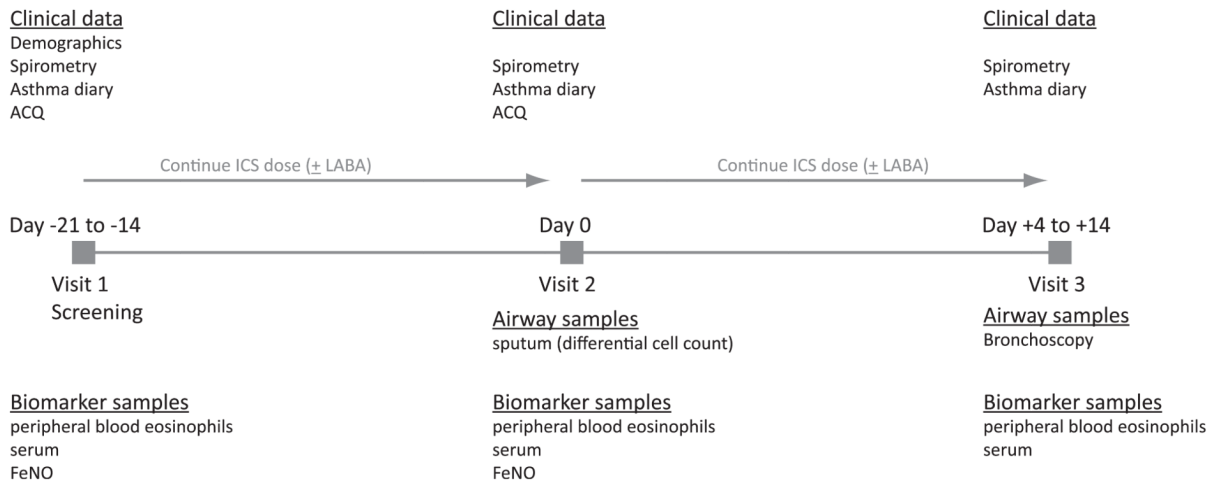 Clinical data
Demographics
Spirometry
Asthma diary
ACQ
Clinical data
Spirometry
Asthma diary
ACQ
Clinical data
Spirometry
Asthma diary
Continue ICS dose (± LABA)
Continue ICS dose (± LABA)
Day -21 to -14
Day 0
Day +4 to +14
Visit 1
Screening
Visit 2
Visit 3
Airway samples
sputum (differential cell count)
Airway samples
Bronchoscopy
Biomarker samples
peripheral blood eosinophils
serum
FeNO
Biomarker samples
peripheral blood eosinophils
serum
FeNO
Biomarker samples
peripheral blood eosinophils
serum